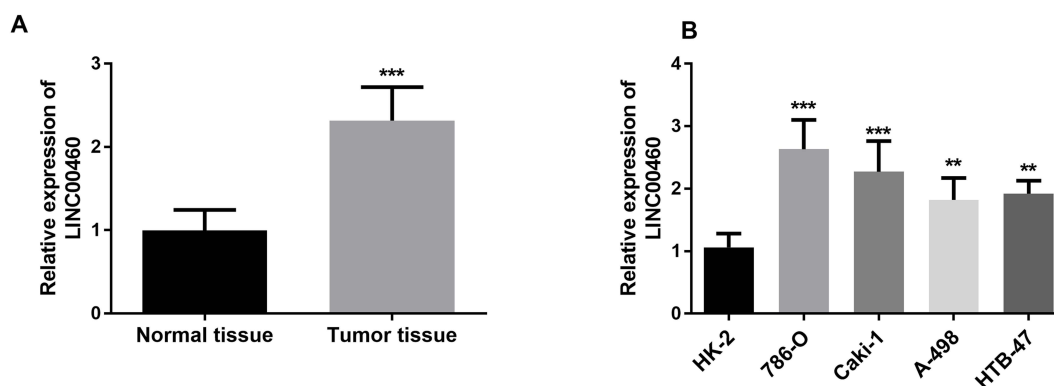 A
Relative expression of
LINC00460
3
2
1
0
***
Normal tissue
Tumor tissue
B
Relative expression of
LINC00460
4
3
2
1
0
***
***
**
**
HK-2
786-O
Caki-1
A-498
HTB-47